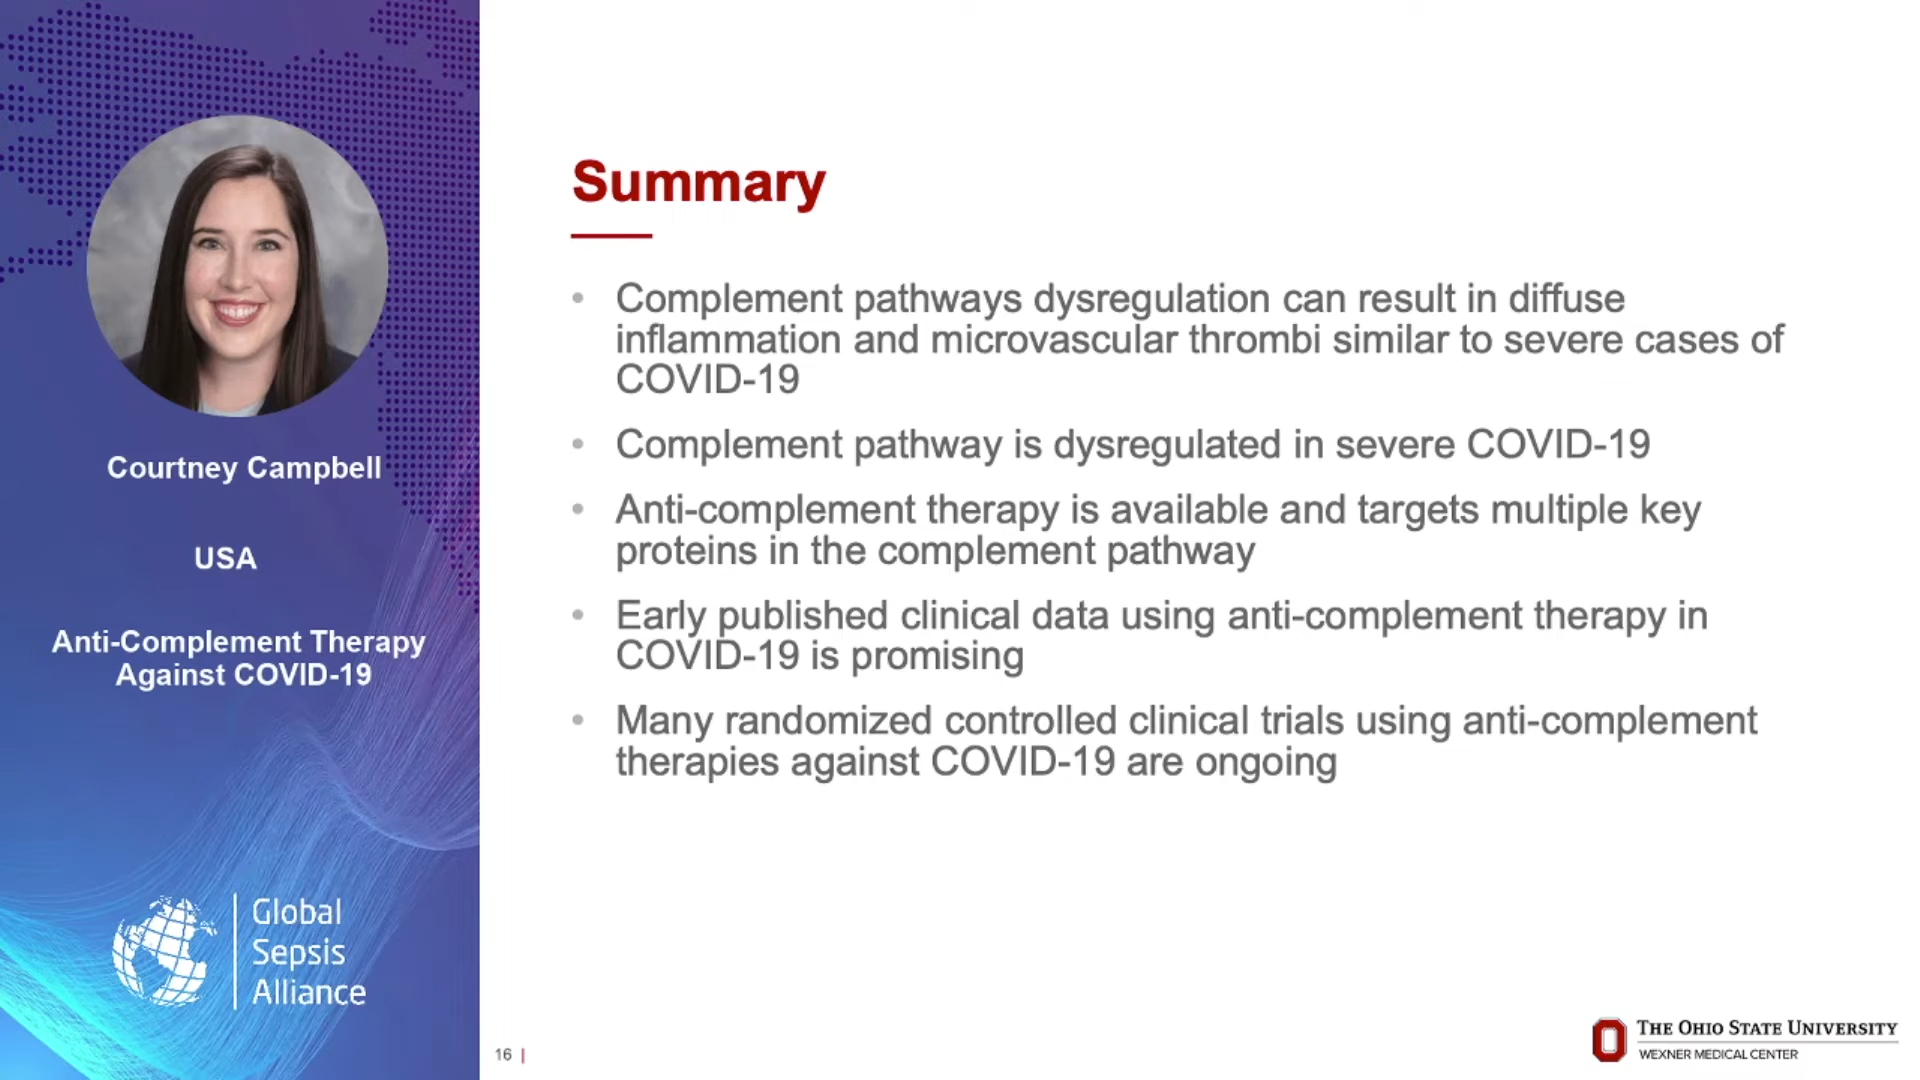 Courtney Campbell
USA
Anti-Complement Therapy
Against COVID-19
Global
Sepsis
Alliance
Summary
• Complement pathways dysregulation can result in diffuse
inflammation and microvascular thrombi similar to severe cases of
COVID-19
• Complement pathway is dysregulated in severe COVID-19
• Anti-complement therapy is available and targets multiple key
proteins in the complement pathway
• Early published clinical data using anti-complement therapy in
COVID-19 is promising
• Many randomized controlled clinical trials using anti-complement
therapies against COVID-19 are ongoing
16 |
THE OHIO STATE UNIVERSITY
WEXNER MEDICAL CENTER